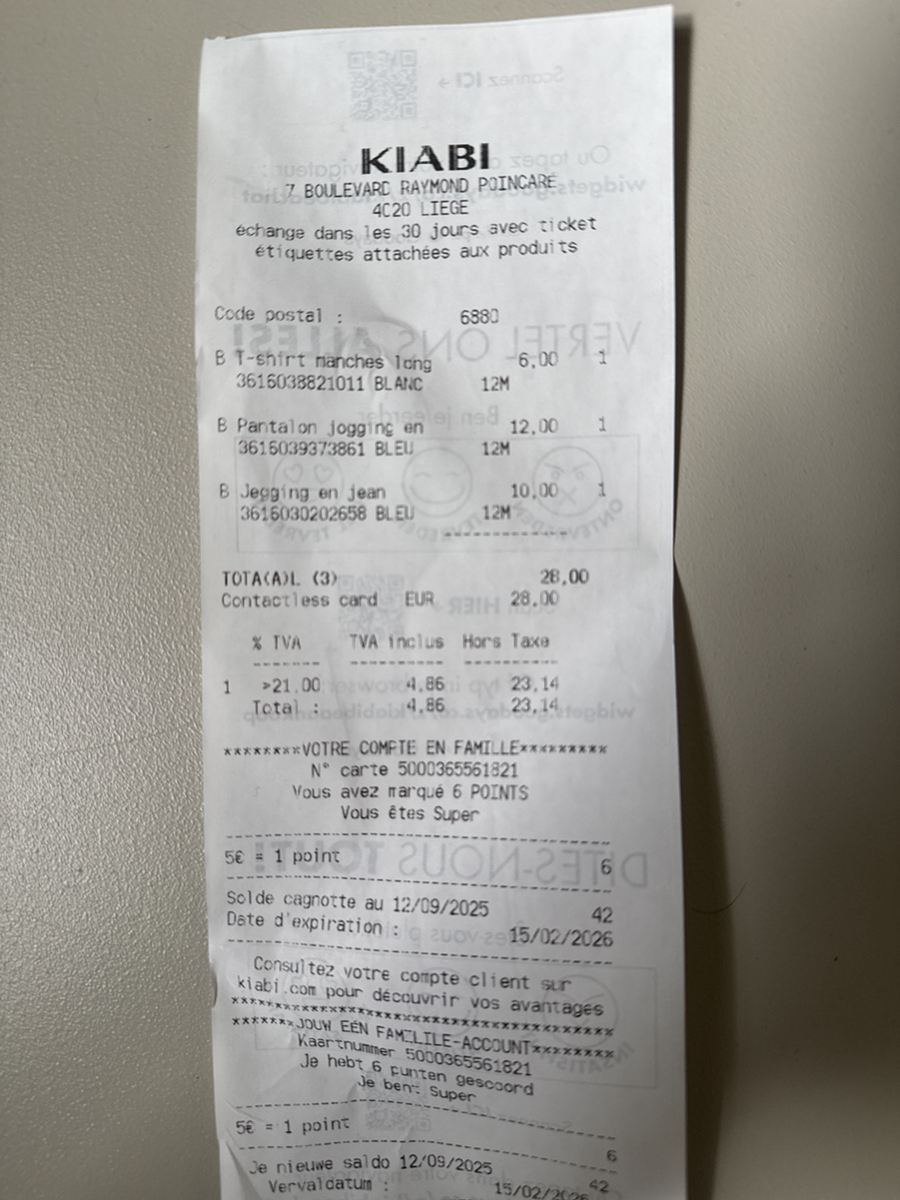 KIABI
7 BOULEVARD RAYMOND POINCARE
4020 LIEGE
échange dans les 30 jours avec ticket
étiquettes attachées aux produits
Code postal : 6880
B T-shirt manches long 6,00 1
3616038821011 BLANC 12M
B Pantalon jogging en 12,00 1
3616039373861 BLEU 12M
B Jegging en jean 10,00 1
3616030202658 BLEU 12M
------------
TOTA(A)L (3) 28,00
Contactless card EUR 28,00
% TVA TVA inclus Hors Taxe
------- ---------- ----------
1 >21.00 4,86 23,14
Total : 4,86 23,14
********VOTRE COMPTE EN FAMILLE*********
N° carte 5000365561821
Vous avez marqué 6 POINTS
Vous êtes Super
----------------------------------------
5€ = 1 point 6
----------------------------------------
Solde cagnotte au 12/09/2025 42
Date d'expiration : 15/02/2026
----------------------------------------
Consultez votre compte client sur
kiabi.com pour découvrir vos avantages
****************************************
*******JOUW EEN FAMILILE-ACCOUNT********
Kaartnummer 5000365561821
Je hebt 6 punten gescoord
Je bent Super
----------------------------------------
5€ = 1 point 6
----------------------------------------
Je nieuwe saldo 12/09/2025 42
Vervaldatum : 15/02/2026